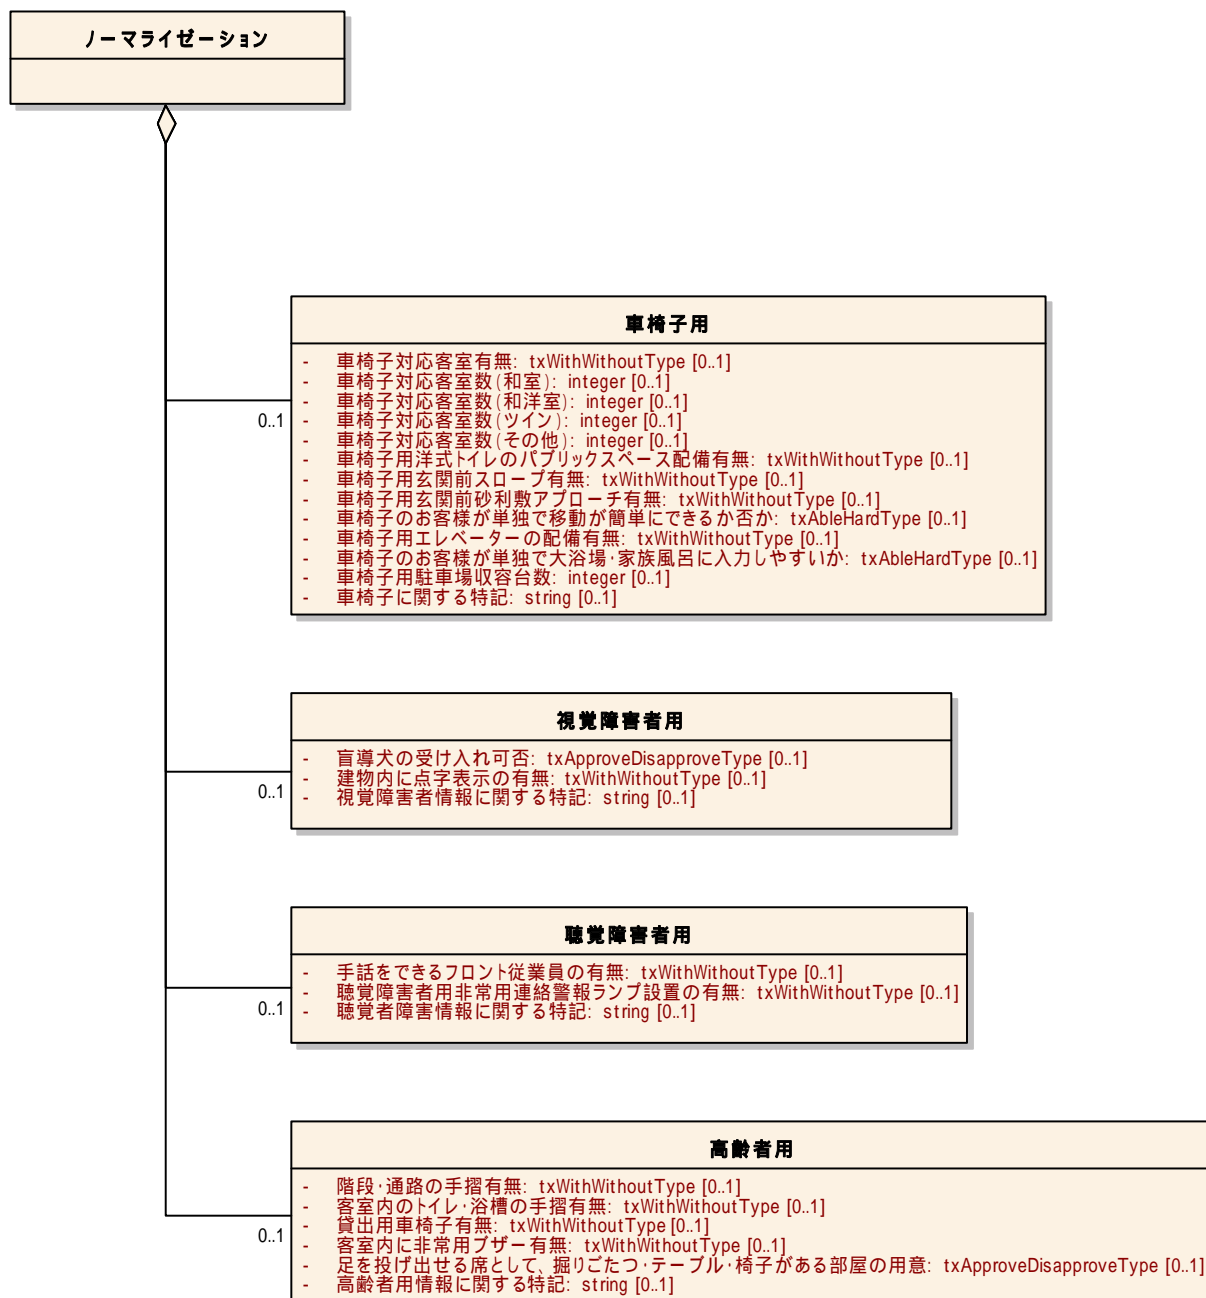 ノーマライゼーション
車椅子用
- 車椅子対応客室有無: txWithWithoutType [0..1]
- 車椅子対応客室数(和室): integer [0..1]
- 車椅子対応客室数(和洋室): integer [0..1]
- 車椅子対応客室数(ツイン): integer [0..1]
- 車椅子対応客室数(その他): integer [0..1]
- 車椅子用洋式トイレのパブリックスペース配備有無: txWithWithoutType [0..1]
- 車椅子用玄関前スロープ有無: txWithWithoutType [0..1]
- 車椅子用玄関前砂利敷アプローチ有無: txWithWithoutType [0..1]
- 車椅子のお客様が単独で移動が簡単にできるか否か: txAbleHardType [0..1]
- 車椅子用エレベーターの配備有無: txWithWithoutType [0..1]
- 車椅子のお客様が単独で大浴場・家族風呂に入力しやすいか: txAbleHardType [0..1]
- 車椅子用駐車場収容台数: integer [0..1]
- 車椅子に関する特記: string [0..1]
0..1
視覚障害者用
- 盲導犬の受け入れ可否: txApproveDisapproveType [0..1]
- 建物内に点字表示の有無: txWithWithoutType [0..1]
- 視覚障害者情報に関する特記: string [0..1]
0..1
聴覚障害者用
- 手話をできるフロント従業員の有無: txWithWithoutType [0..1]
- 聴覚障害者用非常用連絡警報ランプ設置の有無: txWithWithoutType [0..1]
- 聴覚者障害情報に関する特記: string [0..1]
0..1
高齢者用
- 階段・通路の手摺有無: txWithWithoutType [0..1]
- 客室内のトイレ・浴槽の手摺有無: txWithWithoutType [0..1]
- 貸出用車椅子有無: txWithWithoutType [0..1]
- 客室内に非常用ブザー有無: txWithWithoutType [0..1]
- 足を投げ出せる席として、掘りごたつ・テーブル・椅子がある部屋の用意: txApproveDisapproveType [0..1]
- 高齢者用情報に関する特記: string [0..1]
0..1